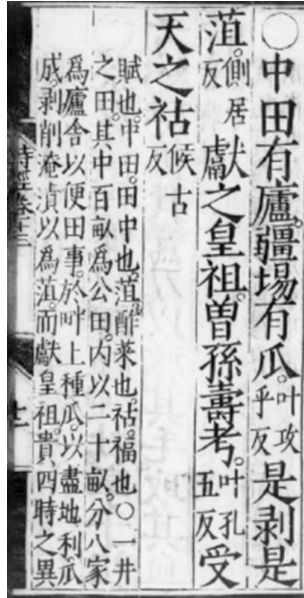 ○中田有廬。疆場有瓜。叶攻乎反是剥是
菹。側居反獻之皇祖。曾孫壽考。叶孔五反受
天之祜候古反
賦也。中田。田中也。菹。酢菜也。祜。福也。○一井
之田。其中百畝爲公田。内以二十畝。分八家
爲廬舍以便田事。於畔上種瓜。以盡地利瓜
成剥削淹漬以爲菹而獻皇祖。貴四時之異
詩經卷十三